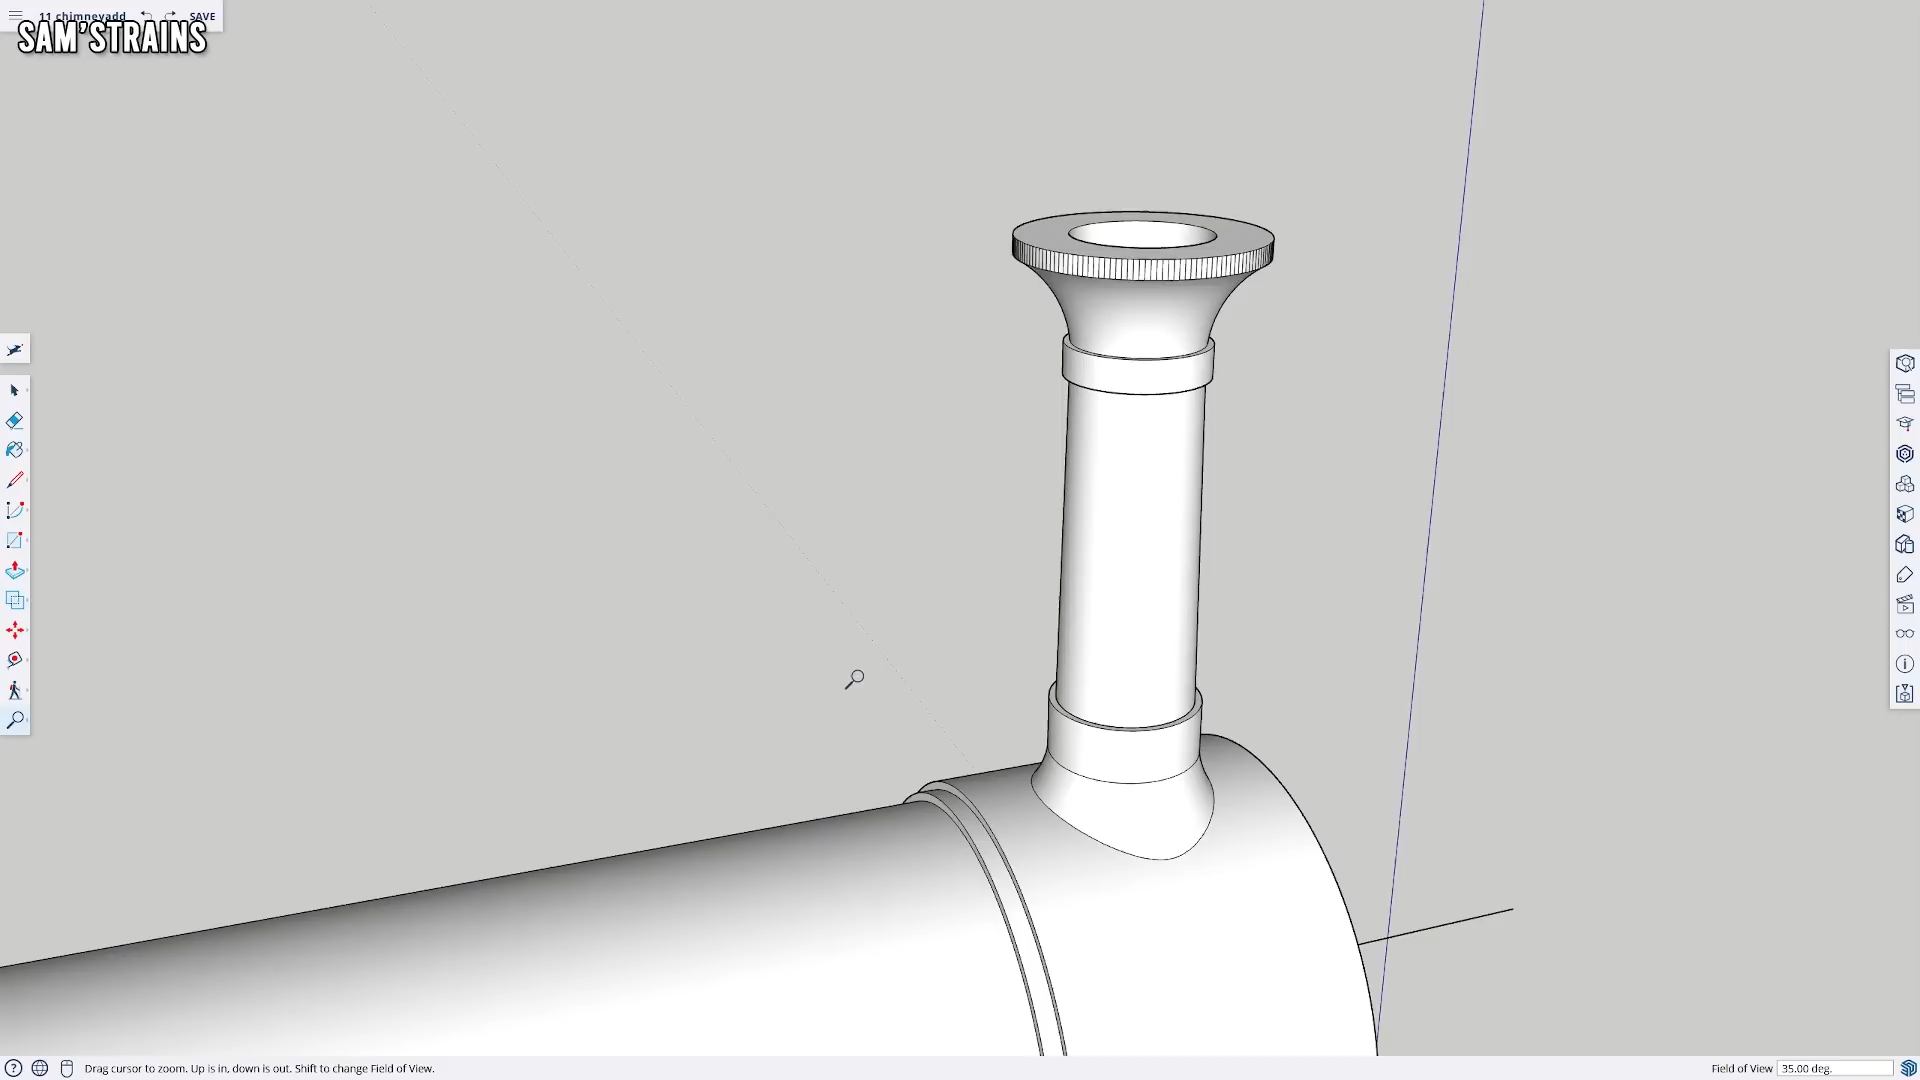 11 chimneyadd SAVE
SAM'STRAINS
Drag cursor to zoom. Up is in, down is out. Shift to change Field of View.
Field of View 35.00 deg.